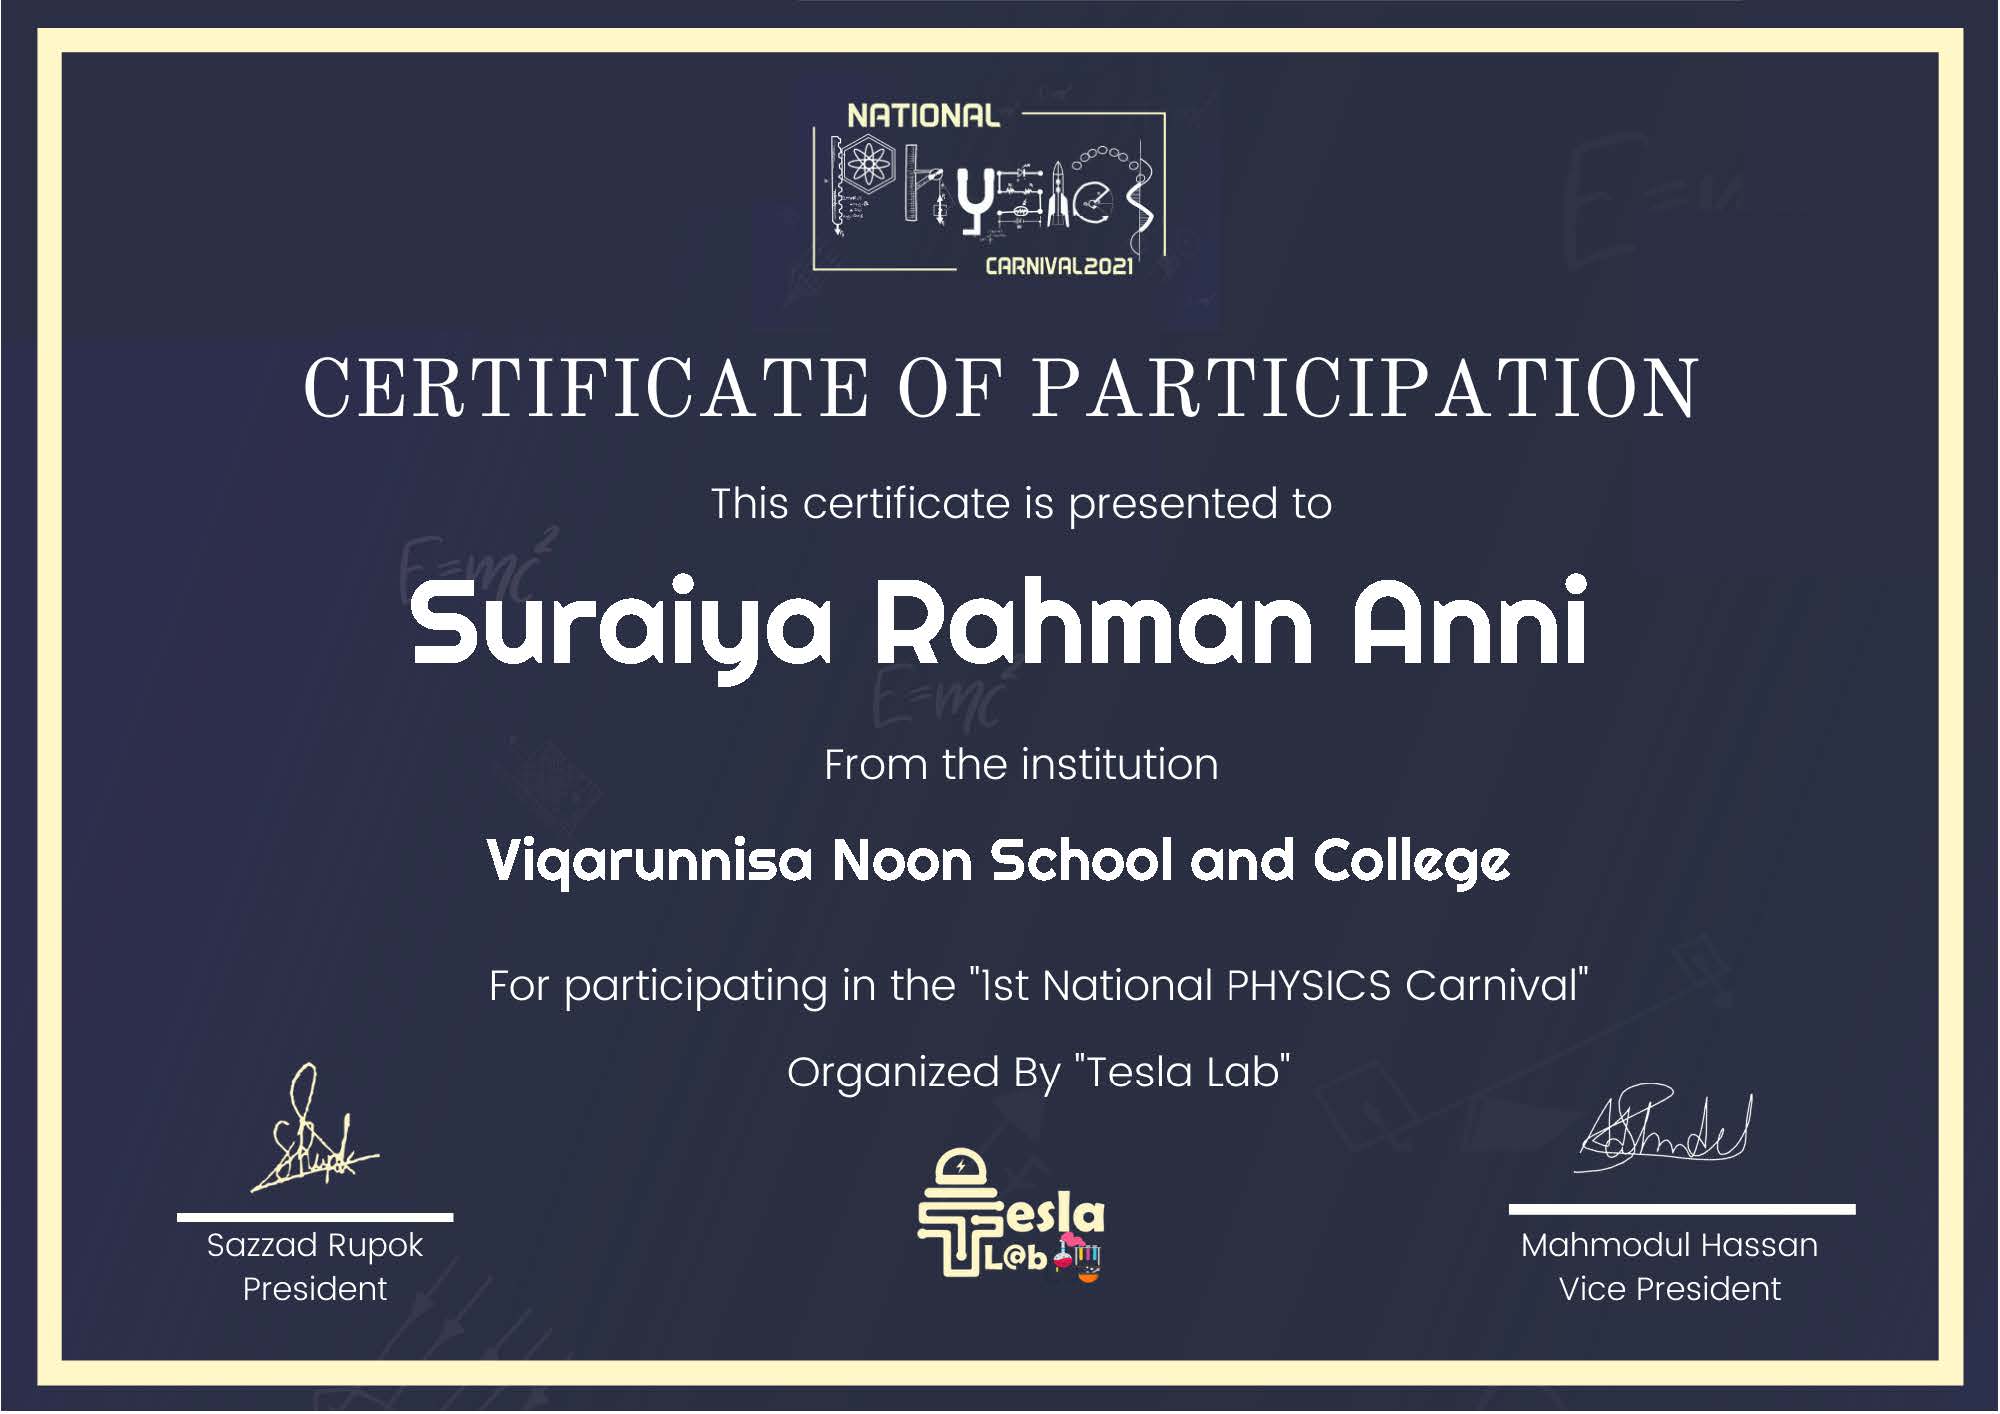 NATIONAL
Physics
CARNIVAL2021
CERTIFICATE OF PARTICIPATION
This certificate is presented to
E=mc²
Suraiya Rahman Anni
E=mc²
From the institution
Viqarunnisa Noon School and College
For participating in the "1st National PHYSICS Carnival"
Organized By "Tesla Lab"
Tesla
L@b
Sazzad Rupok
President
Mahmodul Hassan
Vice President